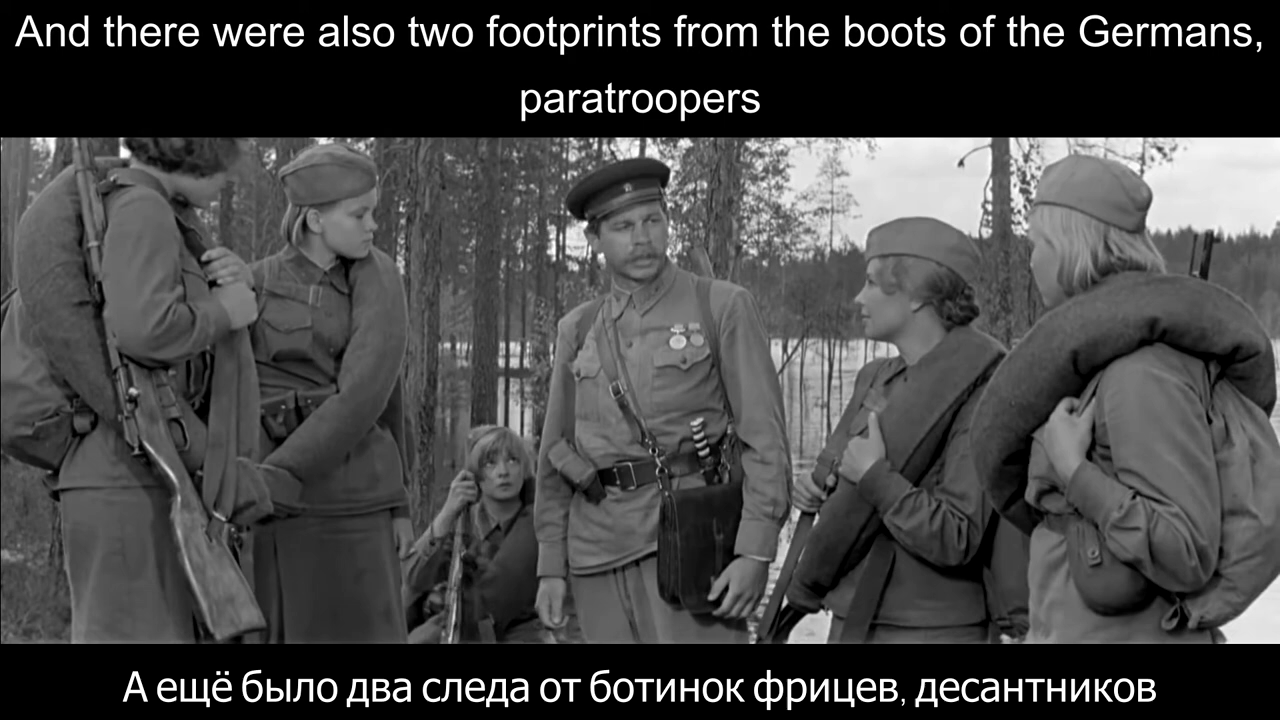 And there were also two footprints from the boots of the Germans,
paratroopers
А ещё было два следа от ботинок фрицев, десантников